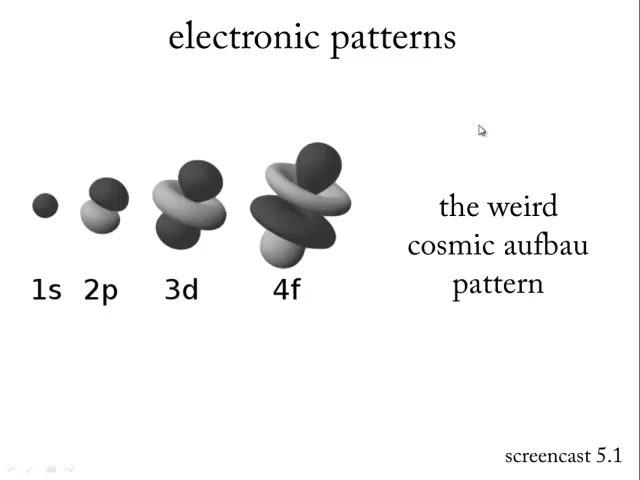 electronic patterns
the weird
cosmic aufbau
pattern
1s 2p 3d 4f
screencast 5.1